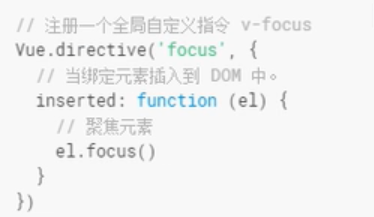 // 注册一个全局自定义指令 v-focus
Vue.directive('focus', {
  // 当绑定元素插入到 DOM 中。
  inserted: function (el) {
    // 聚焦元素
    el.focus()
  }
})